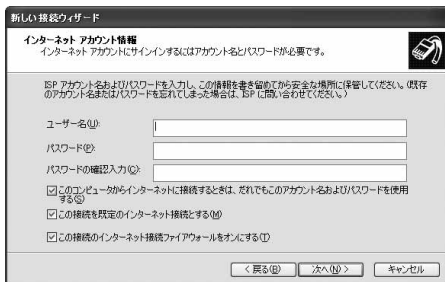 新しい接続ウィザード
インターネット アカウント情報
インターネット アカウントにサインインするにはアカウント名とパスワードが必要です。
ISP アカウント名およびパスワードを入力し、この情報を書き留めてから安全な場所に保管してください。(既存
のアカウント名またはパスワードを忘れてしまった場合は、ISP に問い合わせてください。)
ユーザー名(U):
パスワード(P):
パスワードの確認入力(C):
このコンピュータからインターネットに接続するときは、だれでもこのアカウント名およびパスワードを使用
する(S)
この接続を既定のインターネット接続とする(M)
この接続のインターネット接続ファイアウォールをオンにする(T)
< 戻る(B)
次へ(N) >
キャンセル